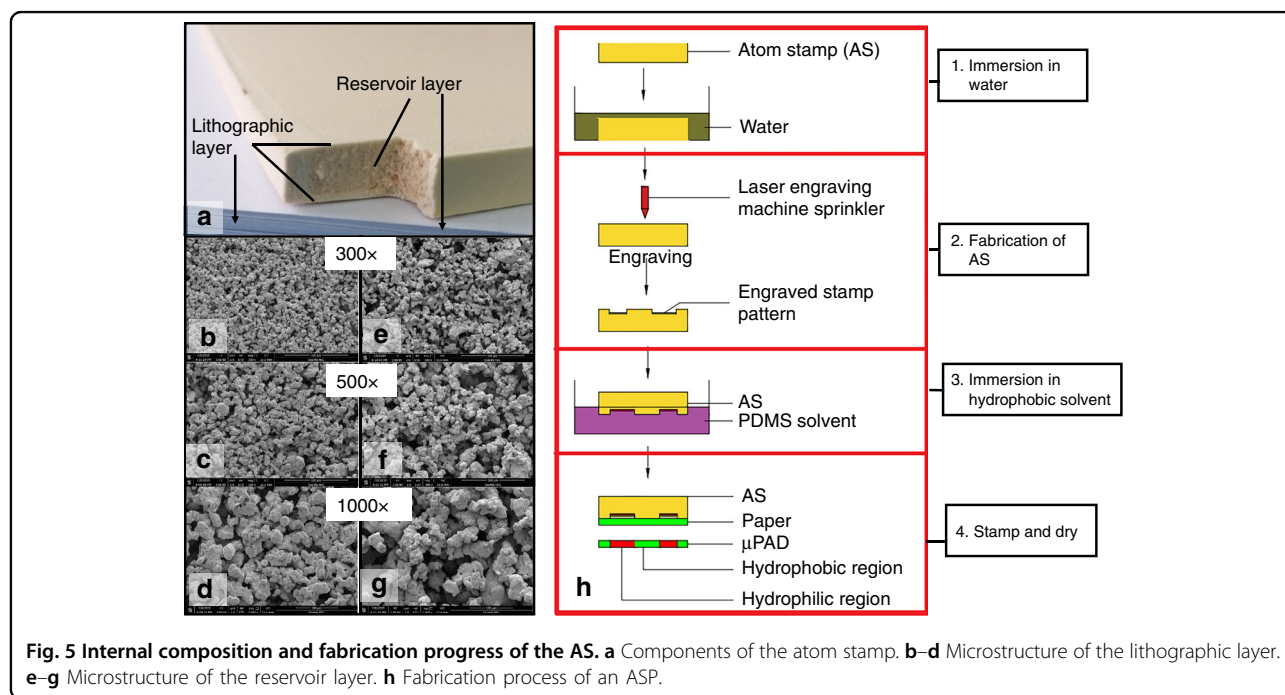 Reservoir layer
Lithographic
layer
a
300×
b
e
500×
c
f
1000×
d
g
Atom stamp (AS)
Water
1. Immersion in
water
Laser engraving
machine sprinkler
Engraving
Engraved stamp
pattern
2. Fabrication of
AS
AS
PDMS solvent
3. Immersion in
hydrophobic solvent
AS
Paper
µPAD
Hydrophobic region
Hydrophilic region
h
4. Stamp and dry
Fig. 5 Internal composition and fabrication progress of the AS. a Components of the atom stamp. b–d Microstructure of the lithographic layer.
e–g Microstructure of the reservoir layer. h Fabrication process of an ASP.